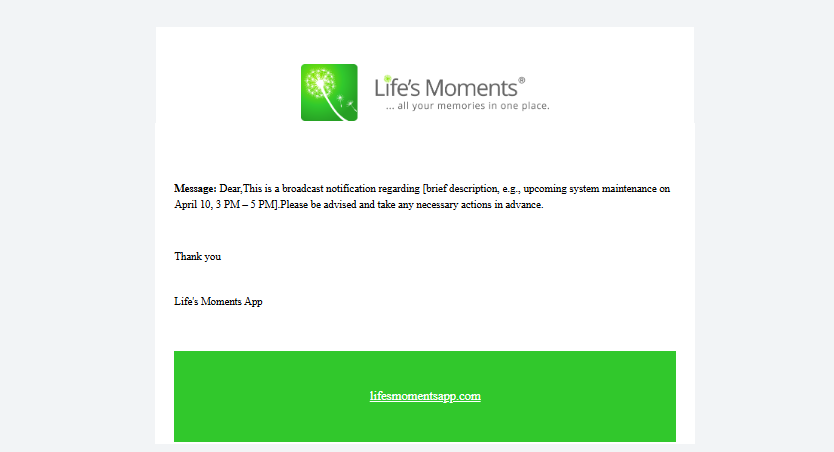 Life's Moments®
... all your memories in one place.
Message: Dear,This is a broadcast notification regarding [brief description, e.g., upcoming system maintenance on
April 10, 3 PM – 5 PM].Please be advised and take any necessary actions in advance.
Thank you
Life's Moments App
lifesmomentsapp.com